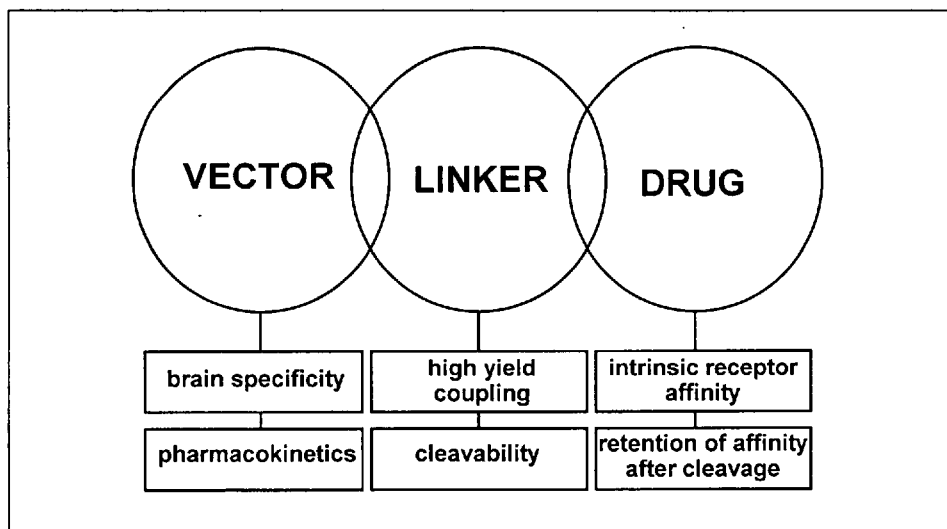 VECTOR LINKER DRUG
brain specificity
high yield
coupling
intrinsic receptor
affinity
pharmacokinetics
cleavability
retention of affinity
after cleavage